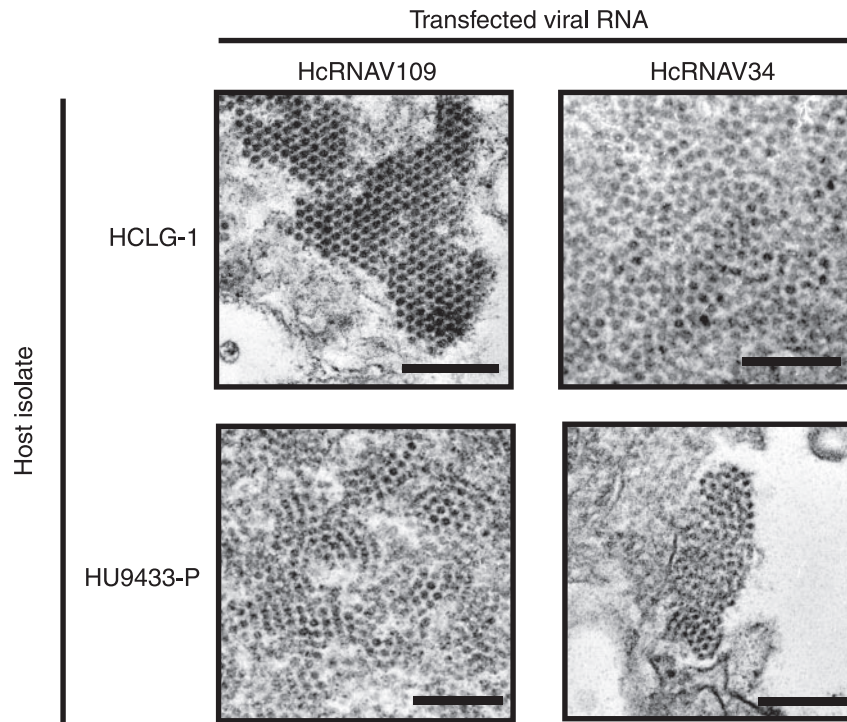 Transfected viral RNA
HcRNAV109
HcRNAV34
HCLG-1
Host isolate
HU9433-P